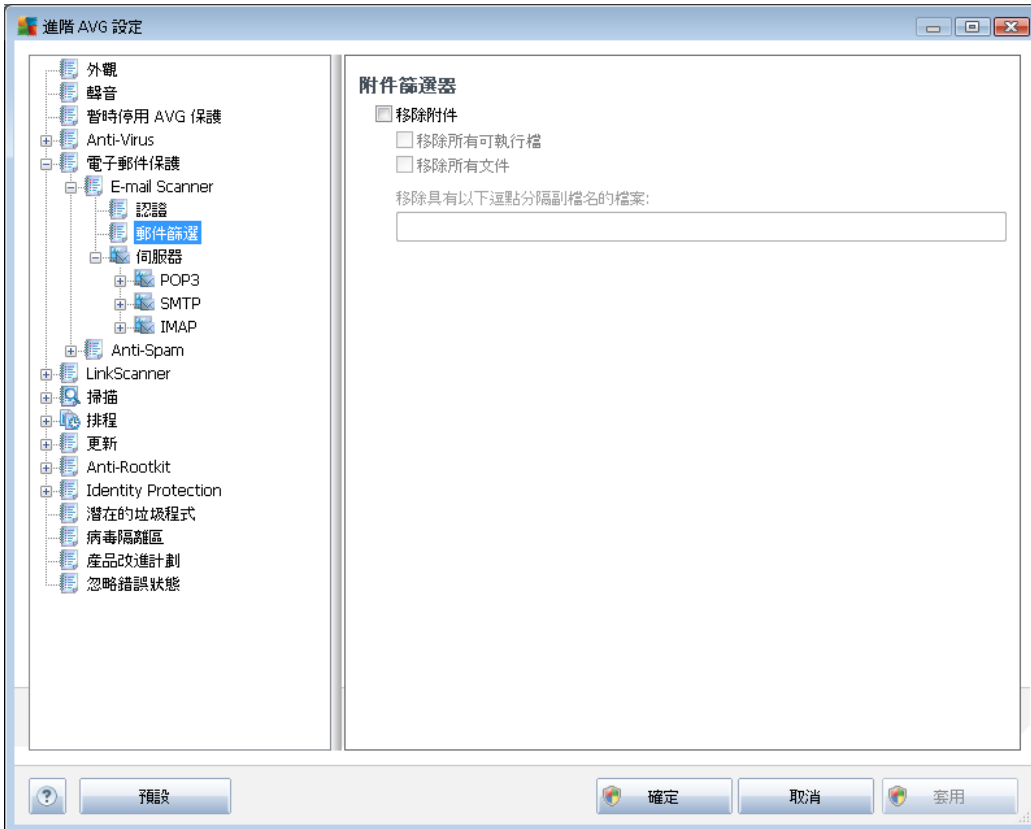 進階 AVG 設定
外觀
聲音
暫時停用 AVG 保護
Anti-Virus
電子郵件保護
E-mail Scanner
認證
郵件篩選
伺服器
POP3
SMTP
IMAP
Anti-Spam
LinkScanner
掃描
排程
更新
Anti-Rootkit
Identity Protection
潛在的垃圾程式
病毒隔離區
產品改進計劃
忽略錯誤狀態
附件篩選器
移除附件
移除所有可執行檔
移除所有文件
移除具有以下逗點分隔副檔名的檔案:
?
預設
確定
取消
套用